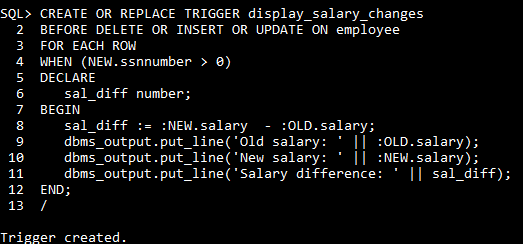 SQL> CREATE OR REPLACE TRIGGER display_salary_changes
  2  BEFORE DELETE OR INSERT OR UPDATE ON employee
  3  FOR EACH ROW
  4  WHEN (NEW.ssnnumber > 0)
  5  DECLARE
  6     sal_diff number;
  7  BEGIN
  8     sal_diff := :NEW.salary  - :OLD.salary;
  9     dbms_output.put_line('Old salary: ' || :OLD.salary);
 10     dbms_output.put_line('New salary: ' || :NEW.salary);
 11     dbms_output.put_line('Salary difference: ' || sal_diff);
 12  END;
 13  /
Trigger created.